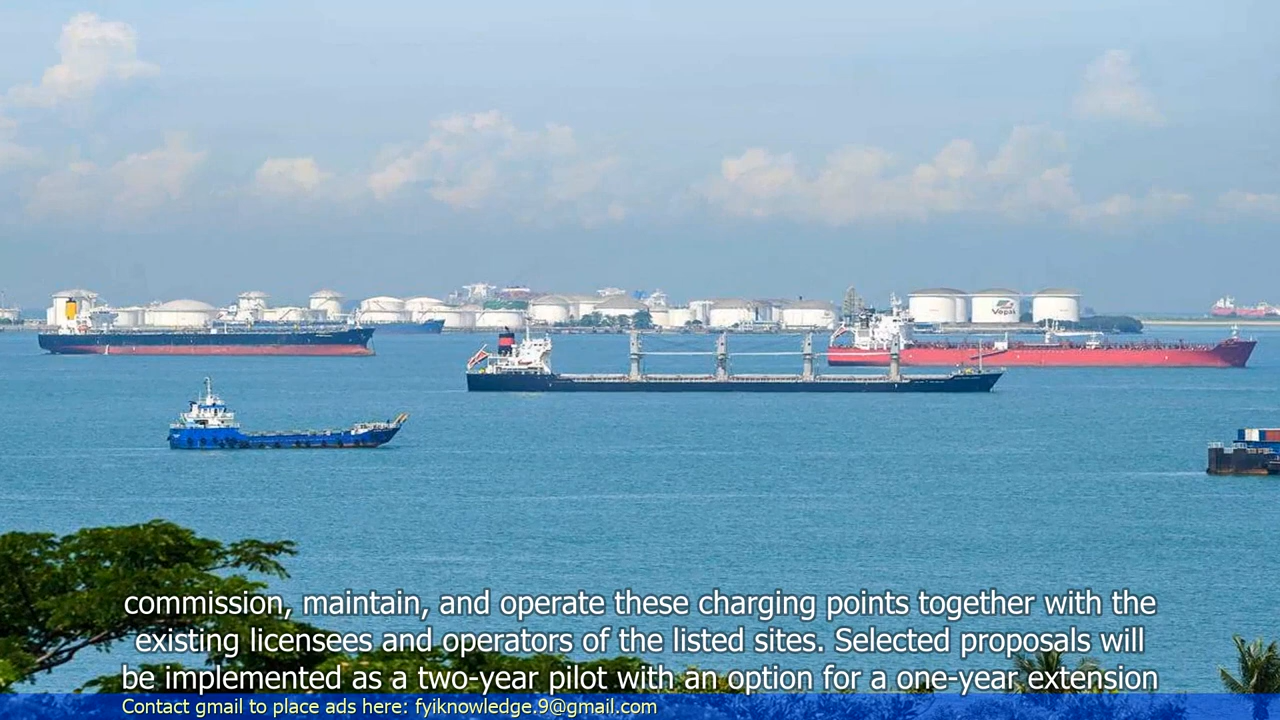 Vopak
commission, maintain, and operate these charging points together with the
existing licensees and operators of the listed sites. Selected proposals will
be implemented as a two-year pilot with an option for a one-year extension
Contact gmail to place ads here: fyiknowledge.9@gmail.com